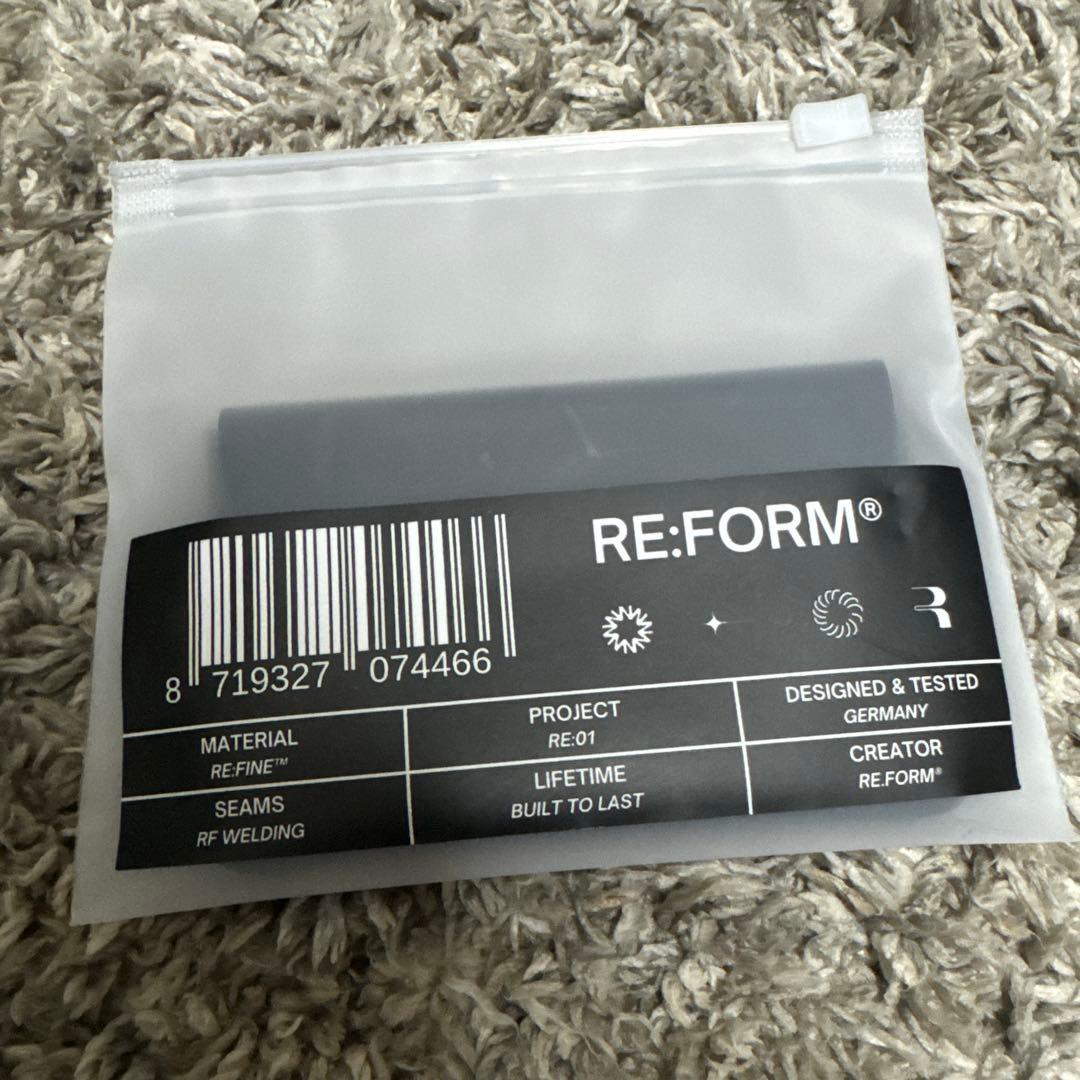 RE:FORM®
8 719327 074466
MATERIAL
RE:FINE™
PROJECT
RE:01
DESIGNED & TESTED
GERMANY
SEAMS
RF WELDING
LIFETIME
BUILT TO LAST
CREATOR
RE.FORM®